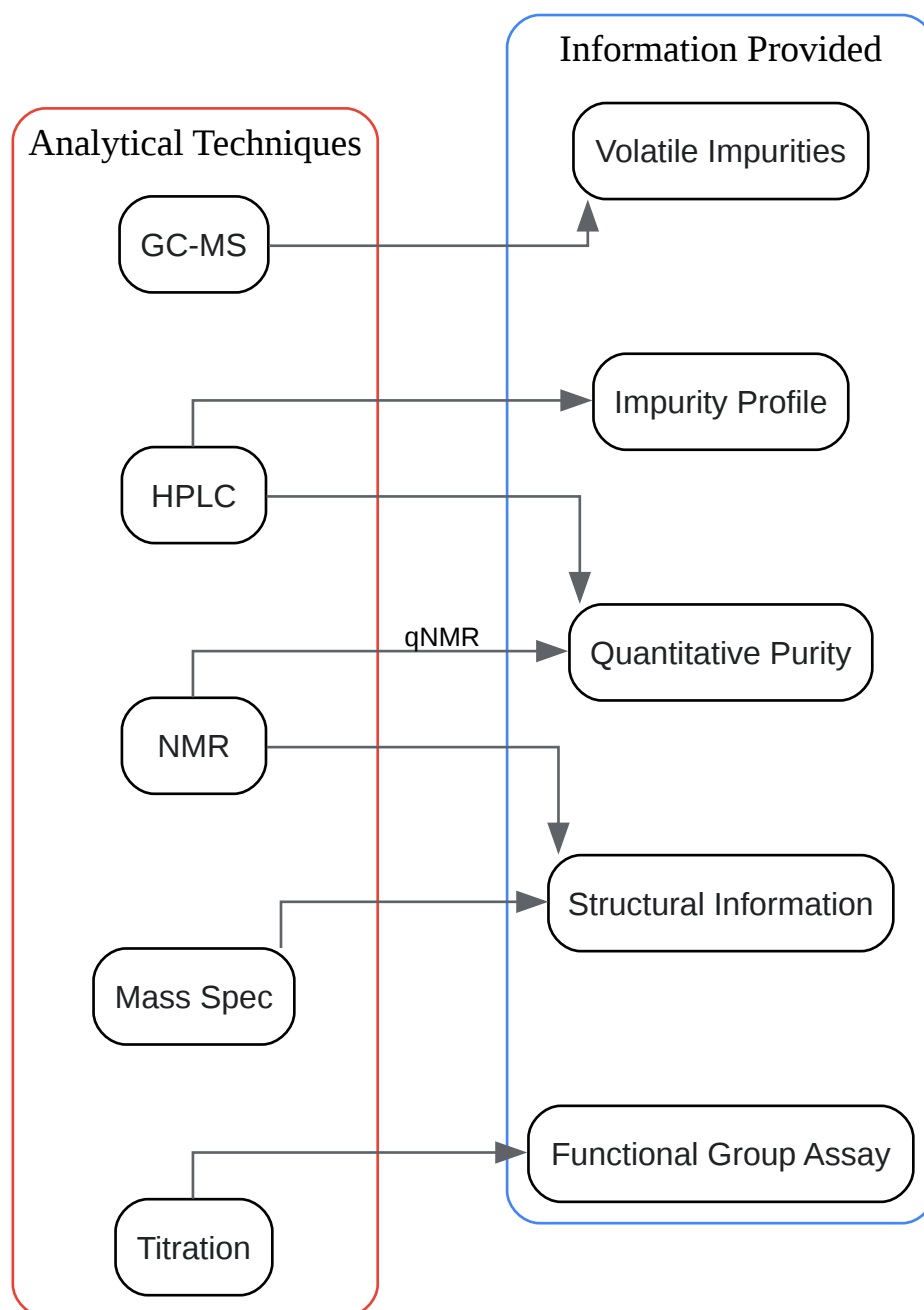 Information Provided
Analytical Techniques
Volatile Impurities
GC-MS
Impurity Profile
HPLC
qNMR
Quantitative Purity
NMR
Structural Information
Mass Spec
Functional Group Assay
Titration